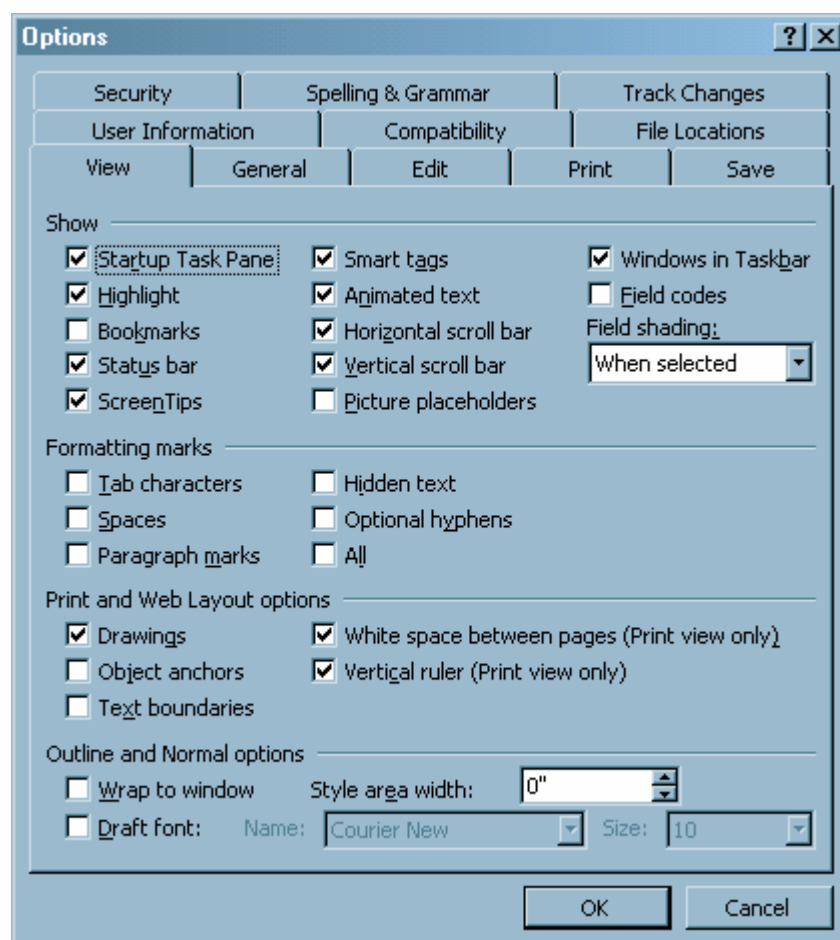 Options
Security Spelling & Grammar Track Changes
User Information Compatibility File Locations
View General Edit Print Save
Show
Startup Task Pane Smart tags Windows in Taskbar
Highlight Animated text Field codes
Bookmarks Horizontal scroll bar Field shading:
Status bar Vertical scroll bar When selected
ScreenTips Picture placeholders
Formatting marks
Tab characters Hidden text
Spaces Optional hyphens
Paragraph marks All
Print and Web Layout options
Drawings White space between pages (Print view only)
Object anchors Vertical ruler (Print view only)
Text boundaries
Outline and Normal options
Wrap to window Style area width: 0"
Draft font: Name: Courier New Size: 10
OK Cancel